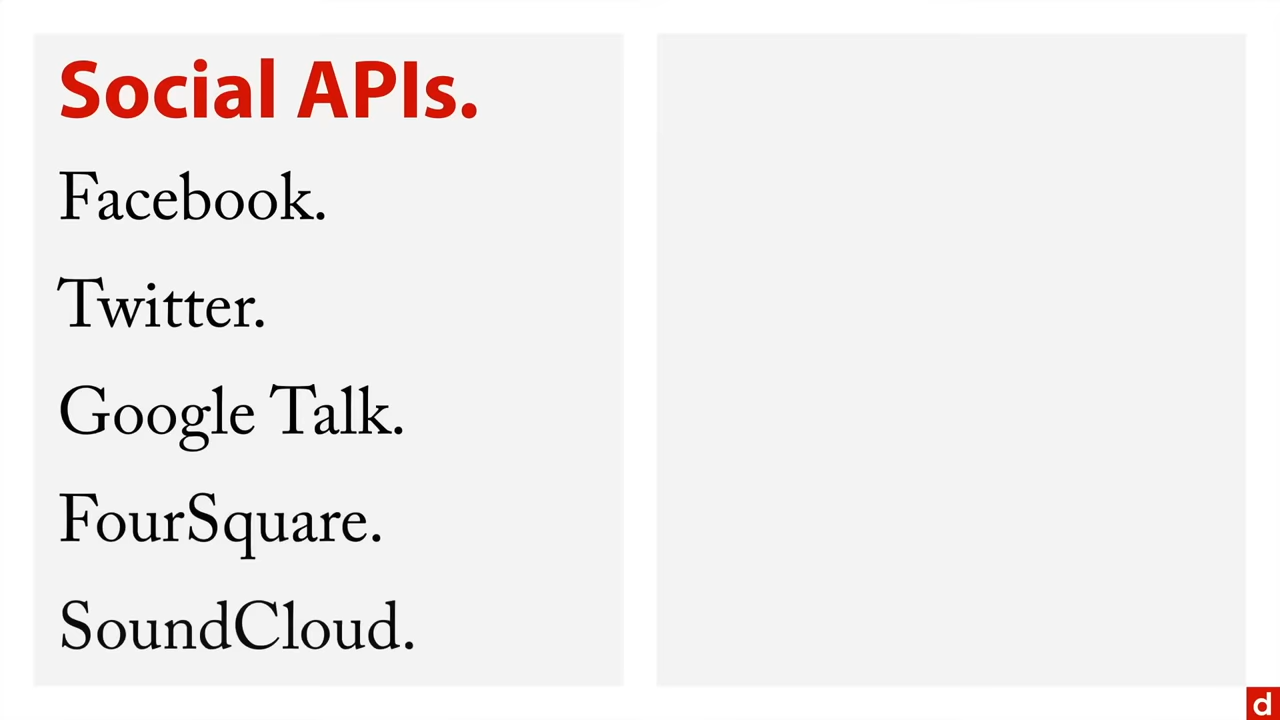 Social APIs.
Facebook.
Twitter.
Google Talk.
FourSquare.
SoundCloud.
d